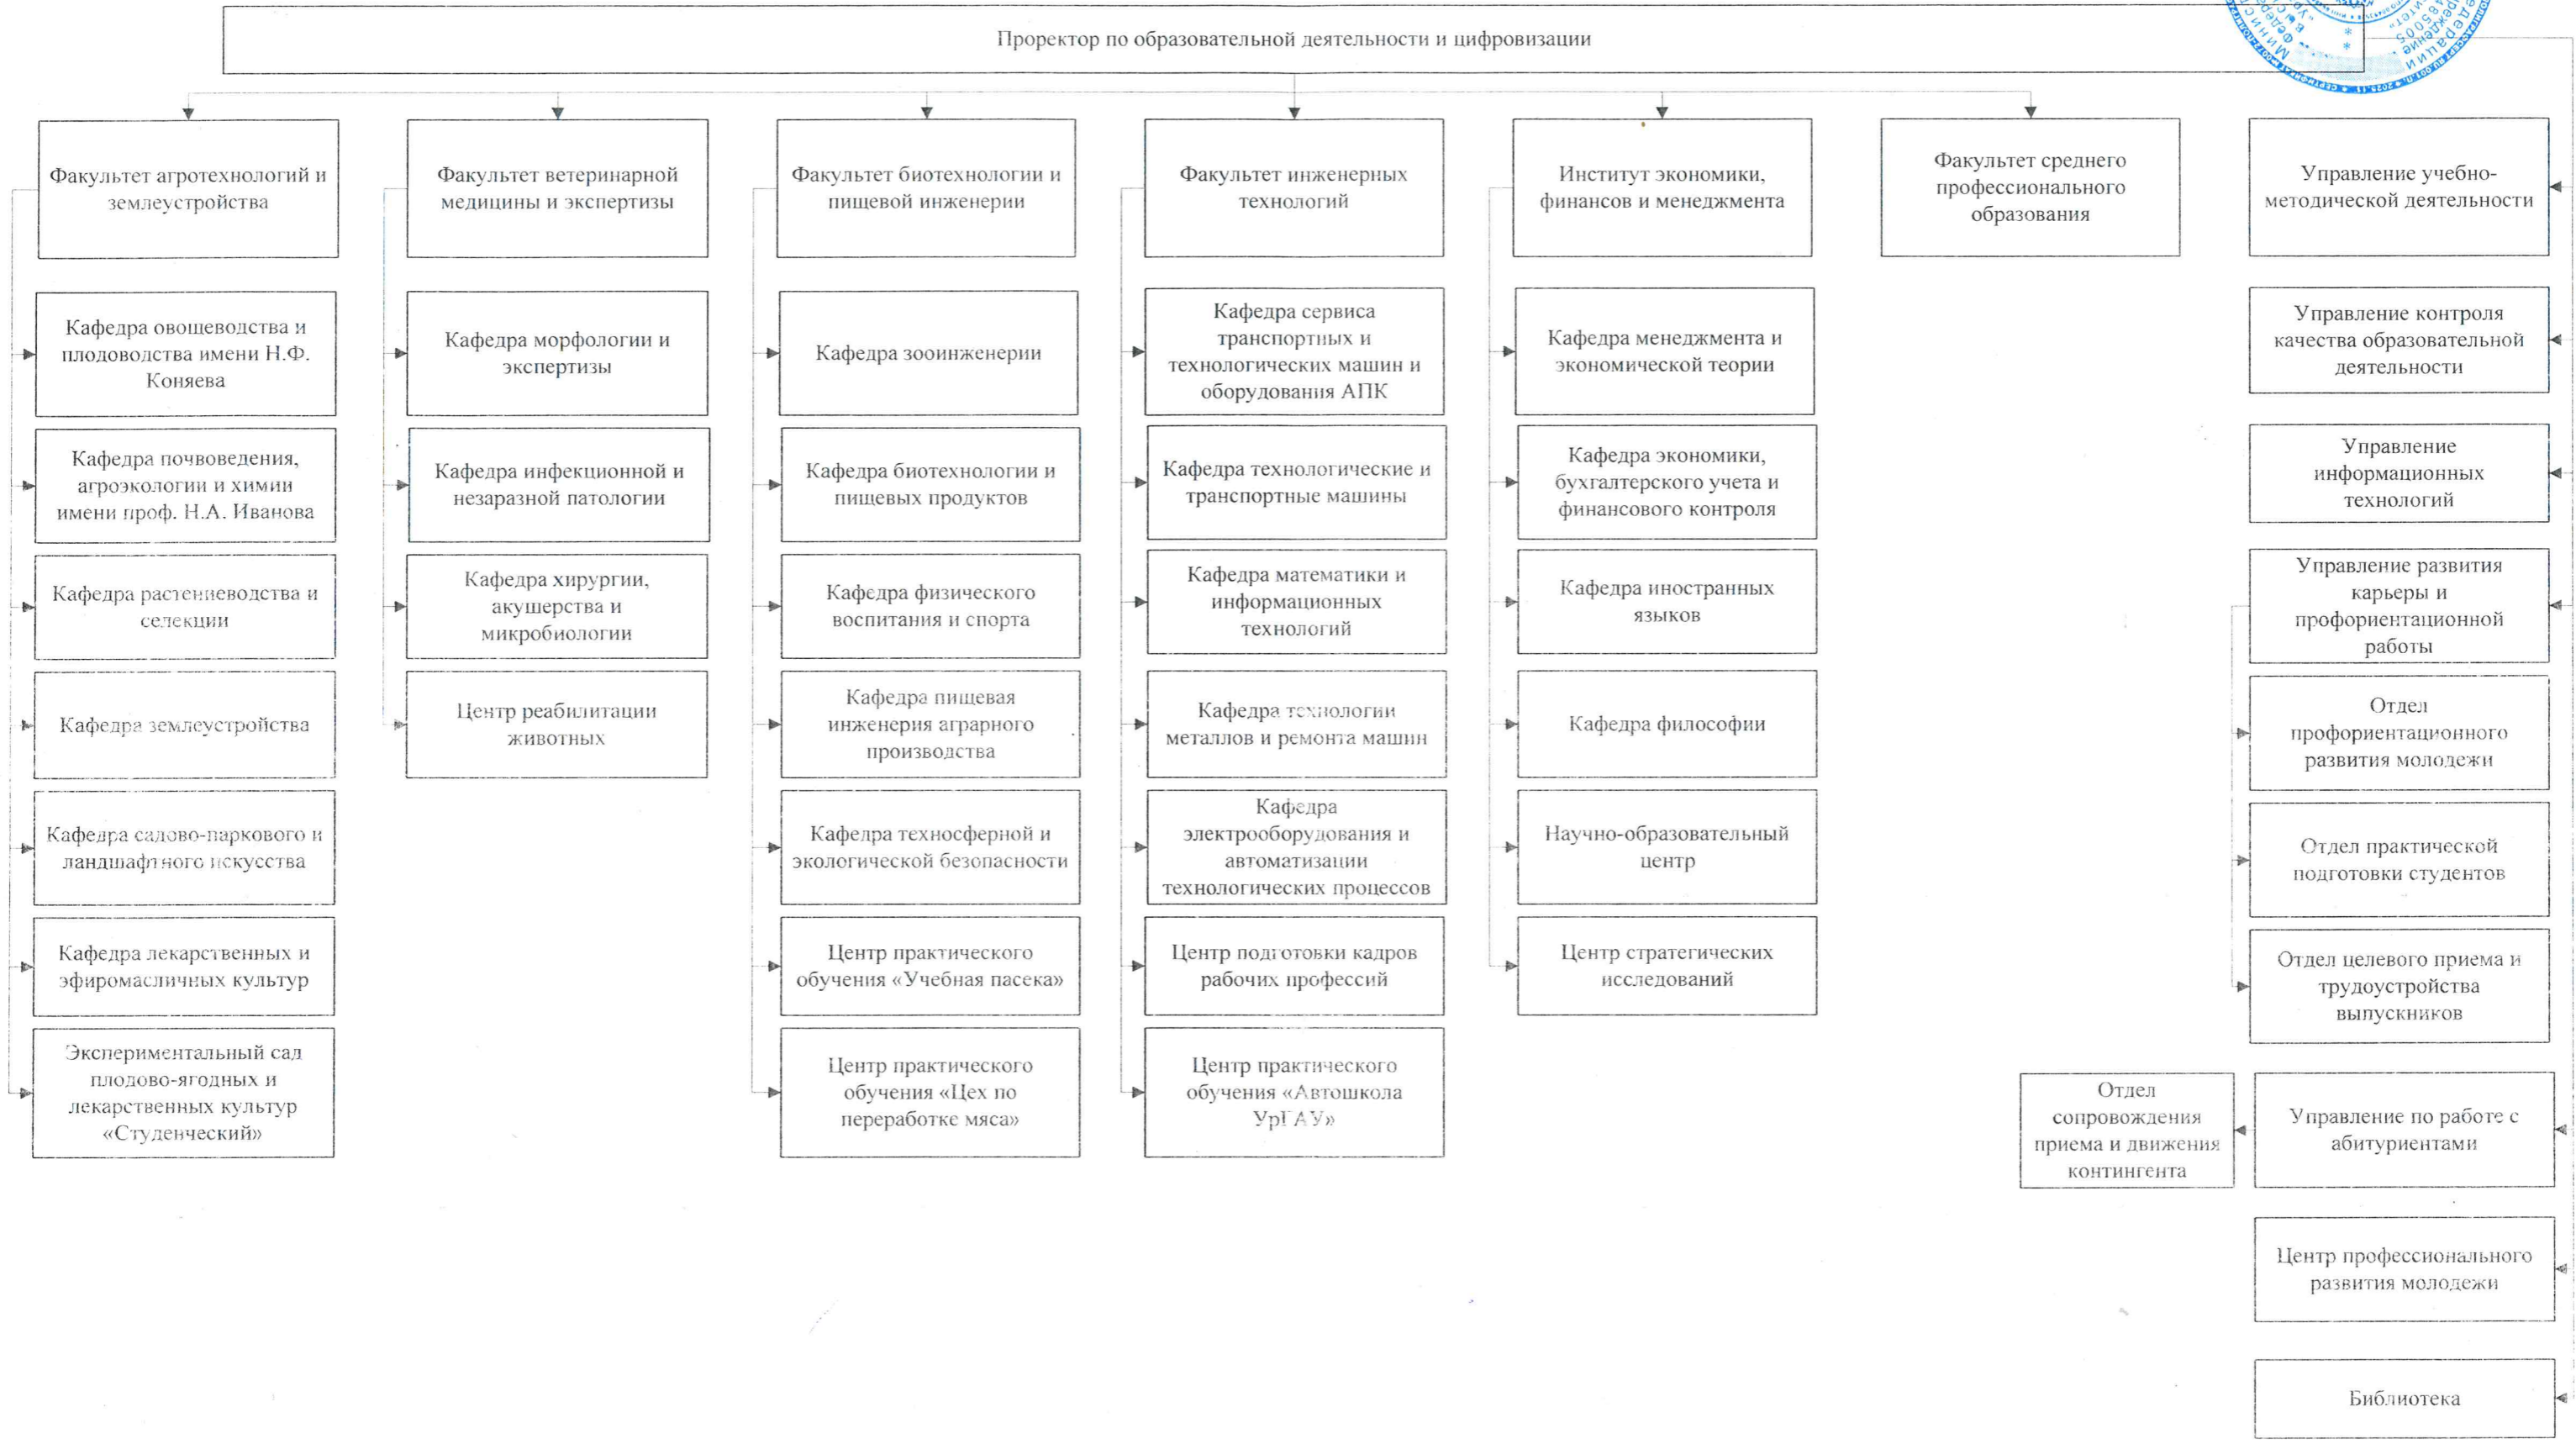 Проректор по образовательной деятельности и цифровизации
Факультет агротехнологий и
землеустройства
Кафедра овощеводства и
плодоводства имени Н.Ф.
Коняева
Кафедра почвоведения,
агроэкологии и химии
имени проф. Н.А. Иванова
Кафедра растениеводства и
селекции
Кафедра землеустройства
Кафедра садово-паркового и
ландшафтного искусства
Кафедра лекарственных и
эфиромасличных культур
Экспериментальный сад
плодово-ягодных и
лекарственных культур
«Студенческий»
Факультет ветеринарной
медицины и экспертизы
Кафедра морфологии и
экспертизы
Кафедра инфекционной и
незаразной патологии
Кафедра хирургии,
акушерства и
микробиологии
Центр реабилитации
животных
Факультет биотехнологии и
пищевой инженерии
Кафедра зооинженерии
Кафедра биотехнологии и
пищевых продуктов
Кафедра физического
воспитания и спорта
Кафедра пищевая
инженерия аграрного
производства
Кафедра техносферной и
экологической безопасности
Центр практического
обучения «Учебная пасека»
Центр практического
обучения «Цех по
переработке мяса»
Факультет инженерных
технологий
Кафедра сервиса
транспортных и
технологических машин и
оборудования АПК
Кафедра технологические и
транспортные машины
Кафедра математики и
информационных
технологий
Кафедра технологии
металлов и ремонта машин
Кафедра
электрооборудования и
автоматизации
технологических процессов
Центр подготовки кадров
рабочих профессий
Центр практического
обучения «Автошкола
УрГАУ»
Институт экономики,
финансов и менеджмента
Кафедра менеджмента и
экономической теории
Кафедра экономики,
бухгалтерского учета и
финансового контроля
Кафедра иностранных
языков
Кафедра философии
Научно-образовательный
центр
Центр стратегических
исследований
Факультет среднего
профессионального
образования
Управление учебно-
методической деятельности
Управление контроля
качества образовательной
деятельности
Управление
информационных
технологий
Управление развития
карьеры и
профориентационной
работы
Отдел
профориентационного
развития молодежи
Отдел практической
подготовки студентов
Отдел целевого приема и
трудоустройства
выпускников
Отдел
сопровождения
приема и движения
контингента
Управление по работе с
абитуриентами
Центр профессионального
развития молодежи
Библиотека